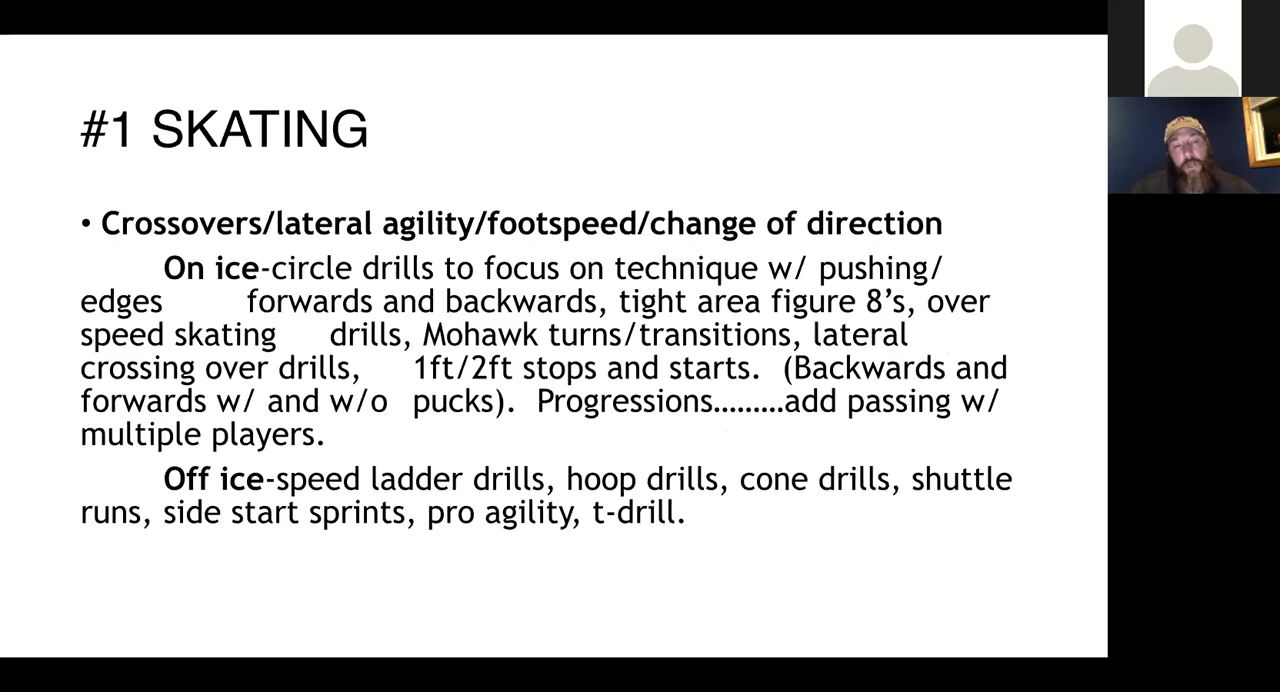 #1 SKATING
• Crossovers/lateral agility/footspeed/change of direction
On ice-circle drills to focus on technique w/ pushing/
edges forwards and backwards, tight area figure 8’s, over
speed skating drills, Mohawk turns/transitions, lateral
crossing over drills, 1ft/2ft stops and starts. (Backwards and
forwards w/ and w/o pucks). Progressions………add passing w/
multiple players.
Off ice-speed ladder drills, hoop drills, cone drills, shuttle
runs, side start sprints, pro agility, t-drill.